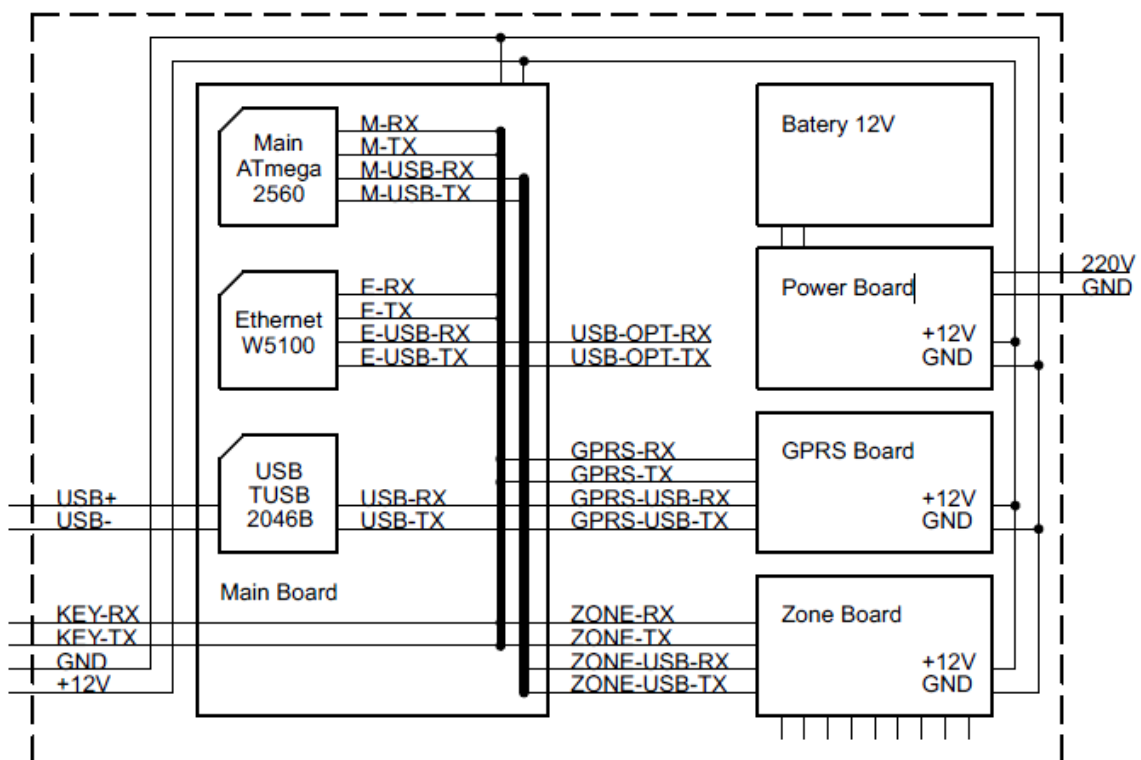 Main
ATmega
2560
M-RX
M-TX
M-USB-RX
M-USB-TX
Ethernet
W5100
E-RX
E-TX
E-USB-RX
E-USB-TX
USB-OPT-RX
USB-OPT-TX
USB
TUSB
2046B
USB+
USB-
USB-RX
USB-TX
GPRS-RX
GPRS-TX
GPRS-USB-RX
GPRS-USB-TX
Main Board
KEY-RX
KEY-TX
GND
+12V
ZONE-RX
ZONE-TX
ZONE-USB-RX
ZONE-USB-TX
Batery 12V
Power Board
+12V
GND
220V
GND
GPRS Board
+12V
GND
Zone Board
+12V
GND